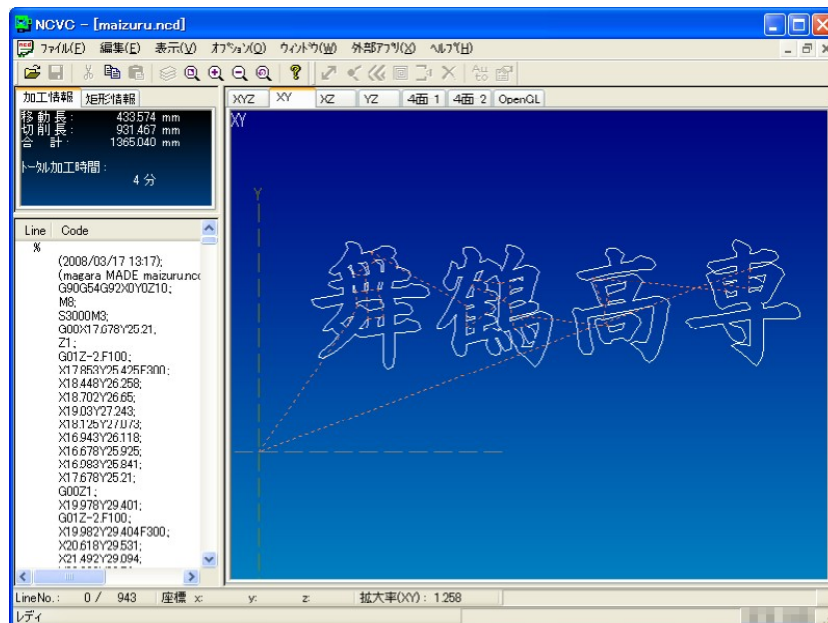 NCVC - [maizuru.ncd]
ファイル(F) 編集(E) 表示(V) オプション(O) ウィンドウ(W) 外部アプリ(X) ヘルプ(H)
加工情報 矩形情報
移動長: 433.574 mm
切削長: 931.467 mm
合 計: 1365.040 mm
トータル加工時間:
4 分
XYZ XY XZ YZ 4面 1 4面 2 OpenGL
XY
Y
舞鶴高専
Line Code
%
(2008/03/17 13:17);
(magara MADE maizuru.ncd
G90G54G92X0Y0Z10;
M8;
S3000M3;
G00X17.678Y25.21;
Z1;
G01Z-2.F100;
X17.853Y25.425F300;
X18.448Y26.258;
X18.702Y26.65;
X19.03Y27.243;
X18.125Y27.073;
X16.943Y26.118;
X16.678Y25.925;
X16.983Y25.841;
X17.678Y25.21;
G00Z1;
X19.978Y29.401;
G01Z-2.F100;
X19.982Y29.404F300;
X20.618Y29.531;
X21.492Y29.094;
LineNo.: 0 / 943 座標 x: y: z: 拡大率(XY): 1.258
レディ